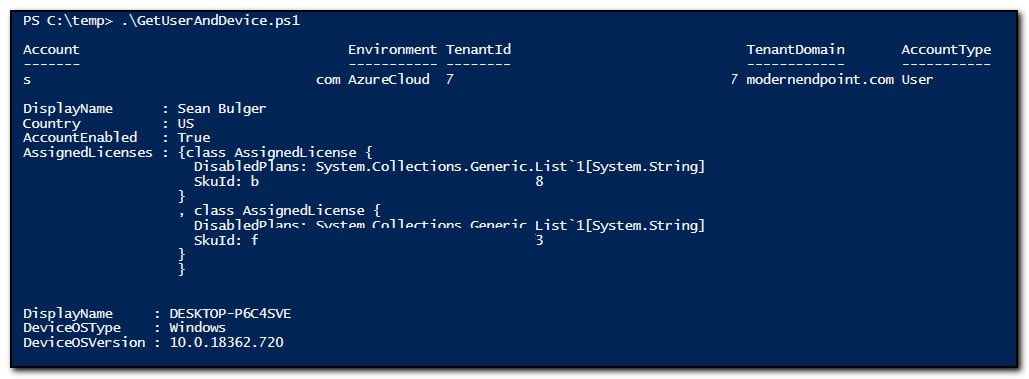 PS C:\temp> .\GetUserAndDevice.ps1
Account Environment TenantId TenantDomain AccountType
------- ----------- -------- ------------ -----------
s com AzureCloud 7 7 modernendpoint.com User
DisplayName : Sean Bulger
Country : US
AccountEnabled : True
AssignedLicenses : {class AssignedLicense {
DisabledPlans: System.Collections.Generic.List`1[System.String]
SkuId: b 8
}
, class AssignedLicense {
DisabledPlans: System.Collections.Generic.List`1[System.String]
SkuId: f 3
}
}
DisplayName : DESKTOP-P6C4SVE
DeviceOSType : Windows
DeviceOSVersion : 10.0.18362.720